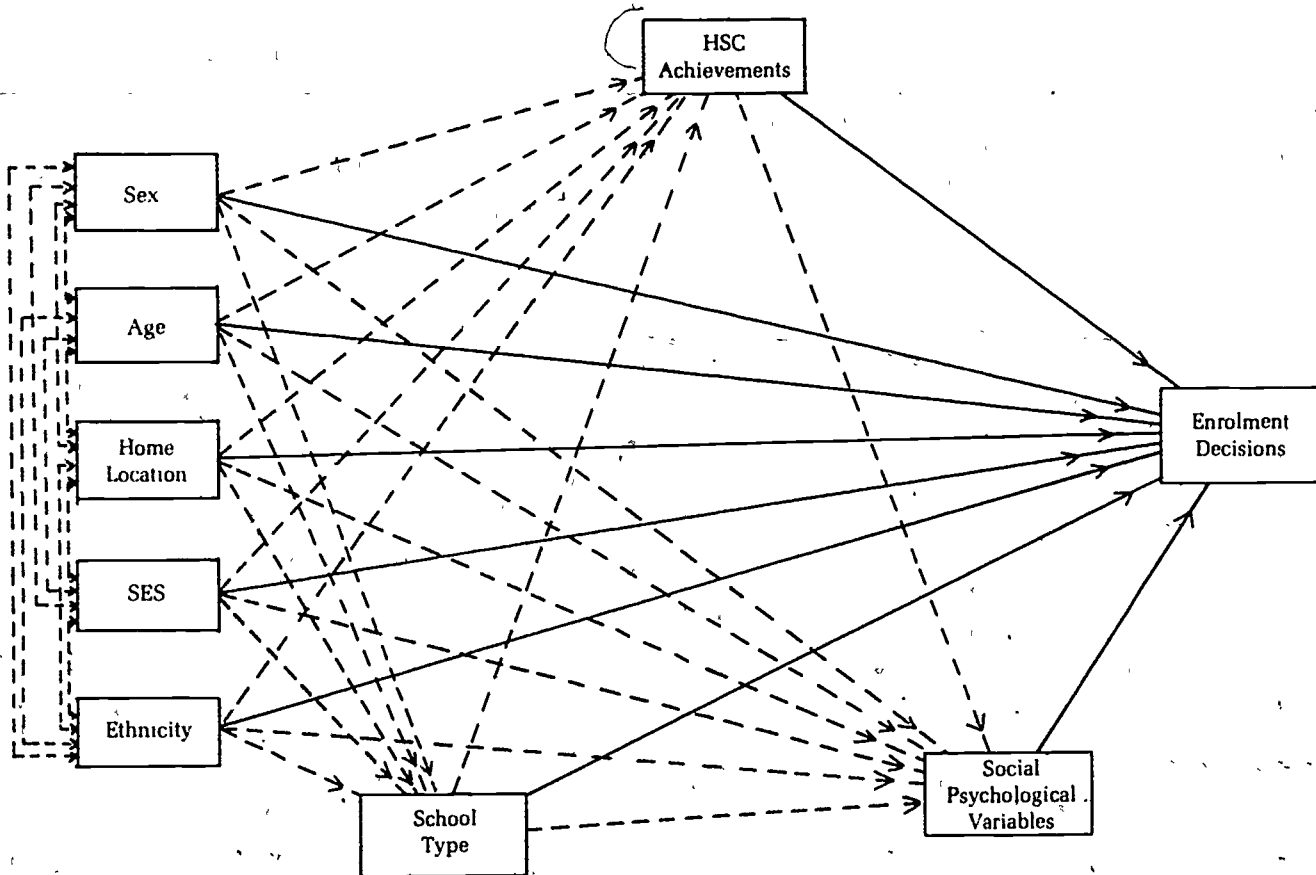 HSC
Achievements
Sex
Age
Home
Location
SES
Ethnicity
School
Type
Social
Psychological
Variables
Enrolment
Decisions